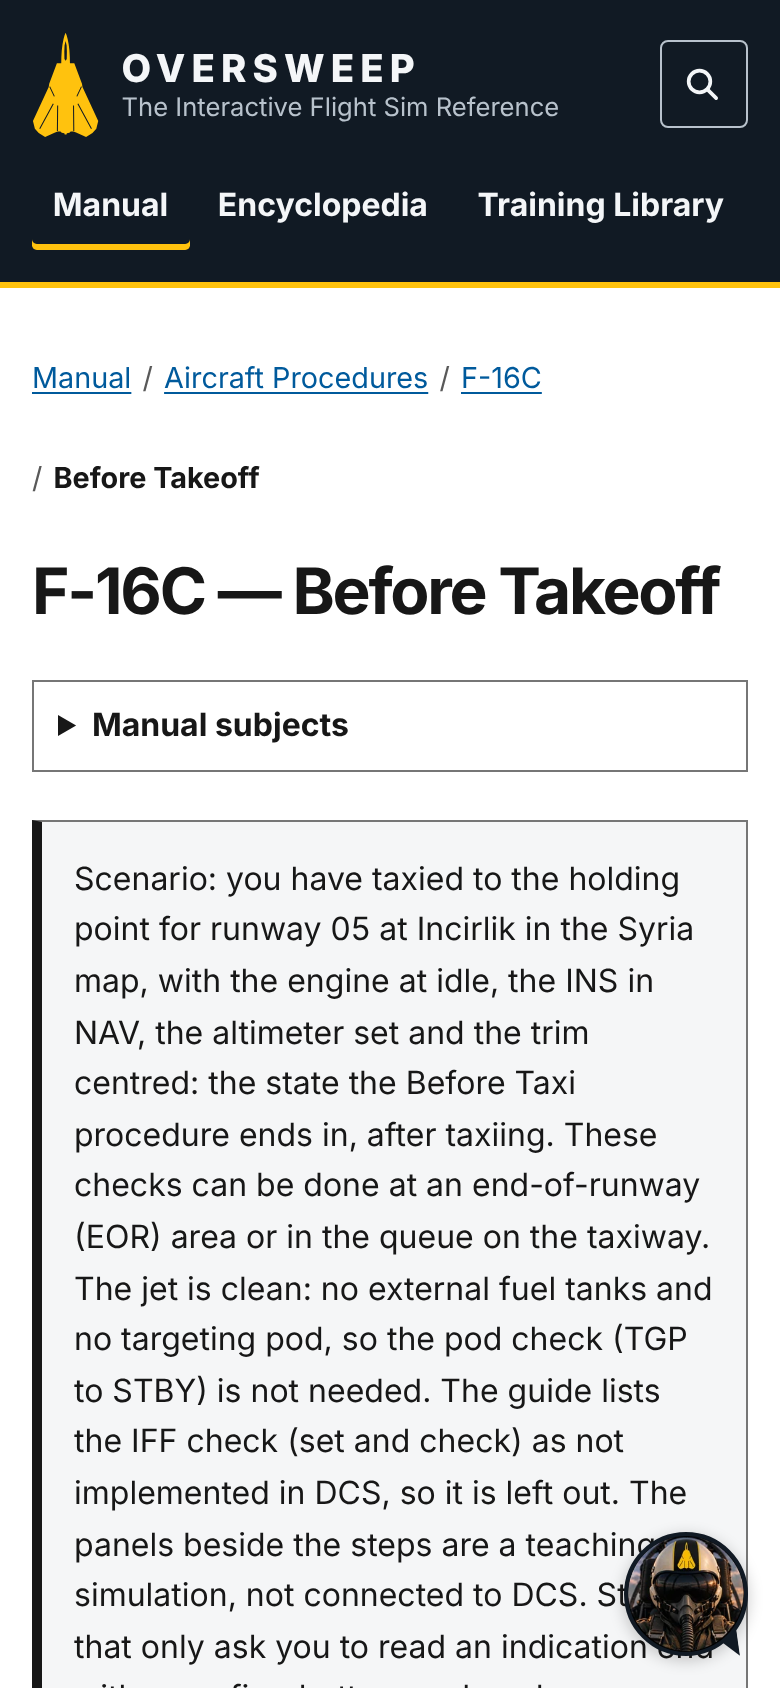 OVERSWEEP
The Interactive Flight Sim Reference
Manual Encyclopedia Training Library
Manual / Aircraft Procedures / F-16C
/ Before Takeoff
F-16C — Before Takeoff
Manual subjects
Scenario: you have taxied to the holding
point for runway 05 at Incirlik in the Syria
map, with the engine at idle, the INS in
NAV, the altimeter set and the trim
centred: the state the Before Taxi
procedure ends in, after taxiing. These
checks can be done at an end-of-runway
(EOR) area or in the queue on the taxiway.
The jet is clean: no external fuel tanks and
no targeting pod, so the pod check (TGP
to STBY) is not needed. The guide lists
the IFF check (set and check) as not
implemented in DCS, so it is left out. The
panels beside the steps are a teaching
simulation, not connected to DCS.
that only ask you to read an indication